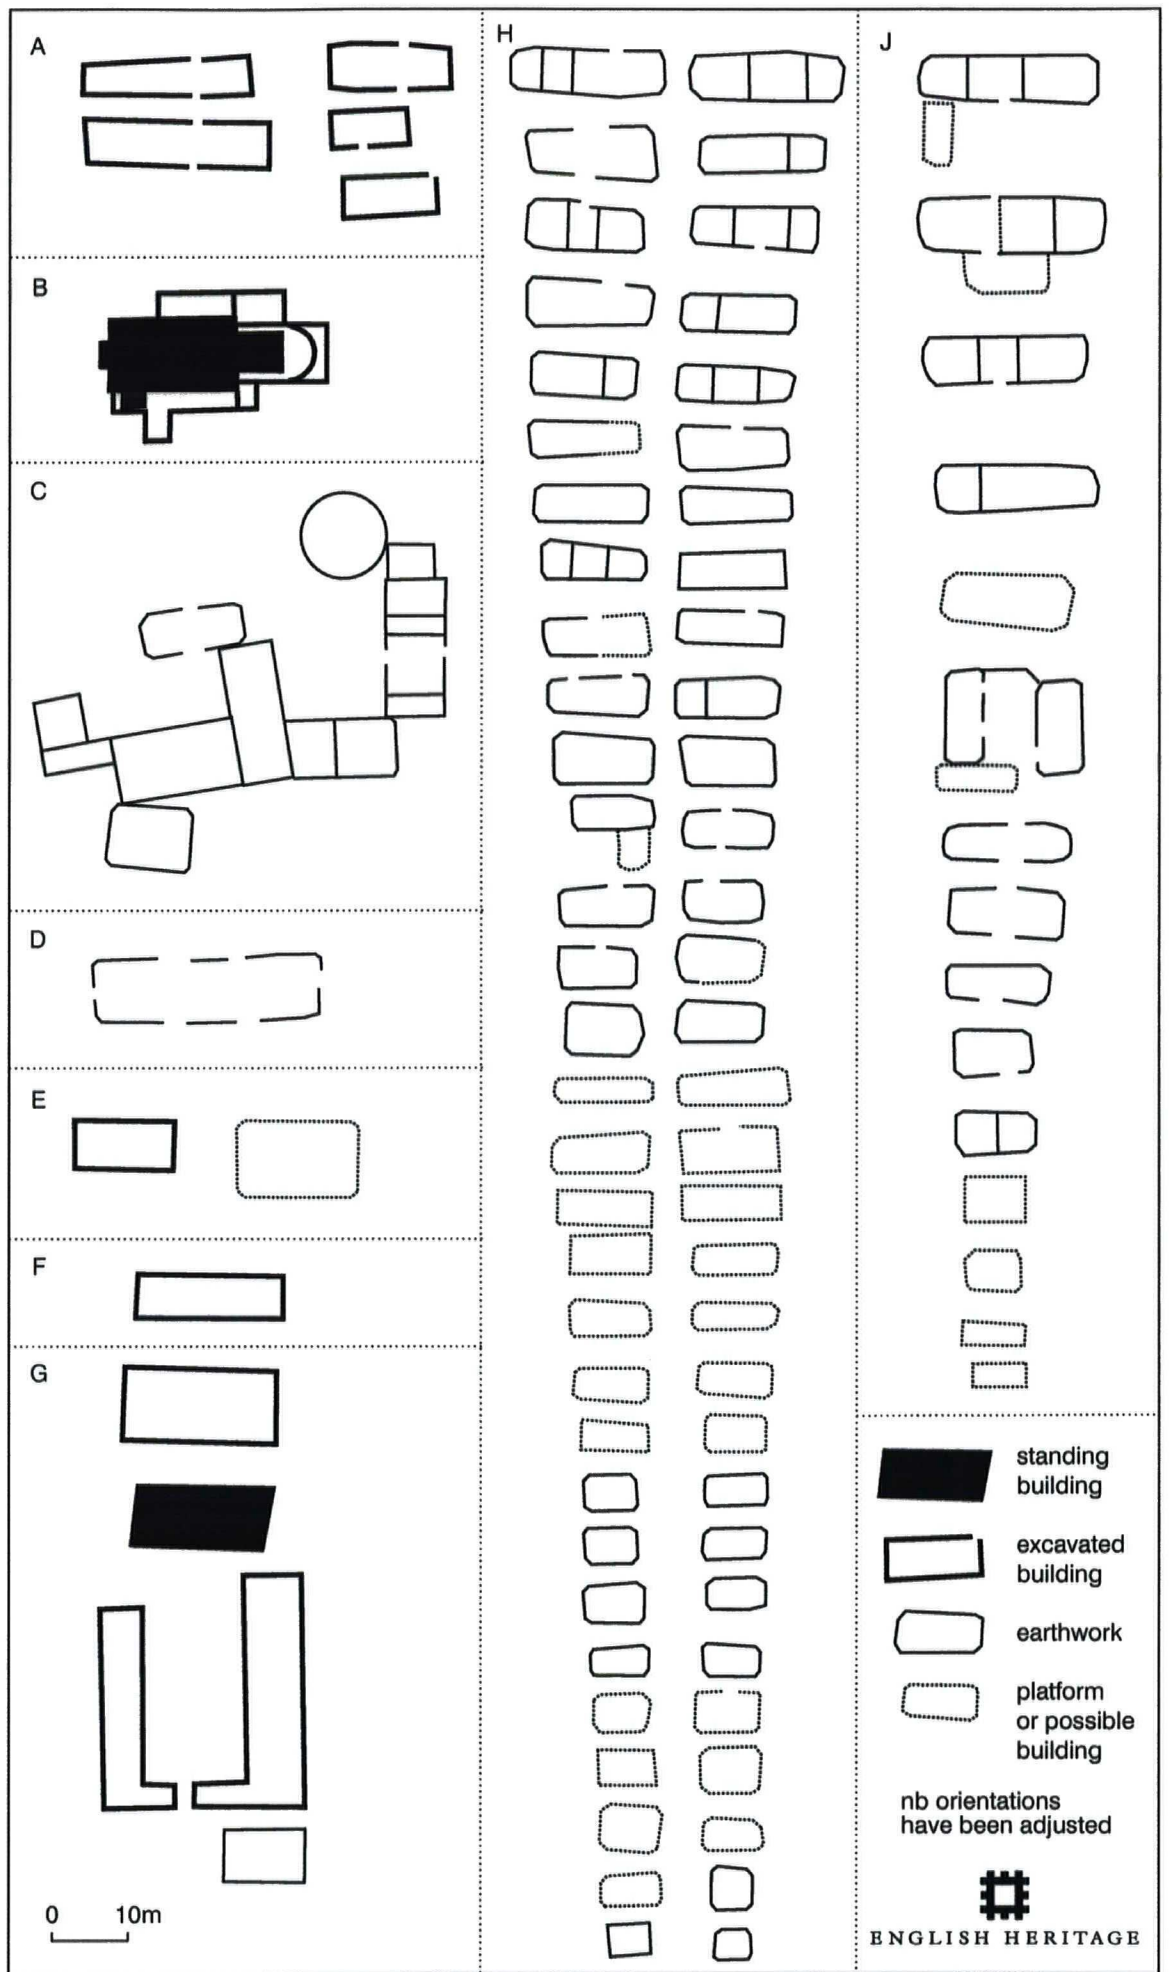 A
B
C
D
E
F
G
0 10m
H
J
standing
building
excavated
building
earthwork
platform
or possible
building
nb orientations
have been adjusted
ENGLISH HERITAGE